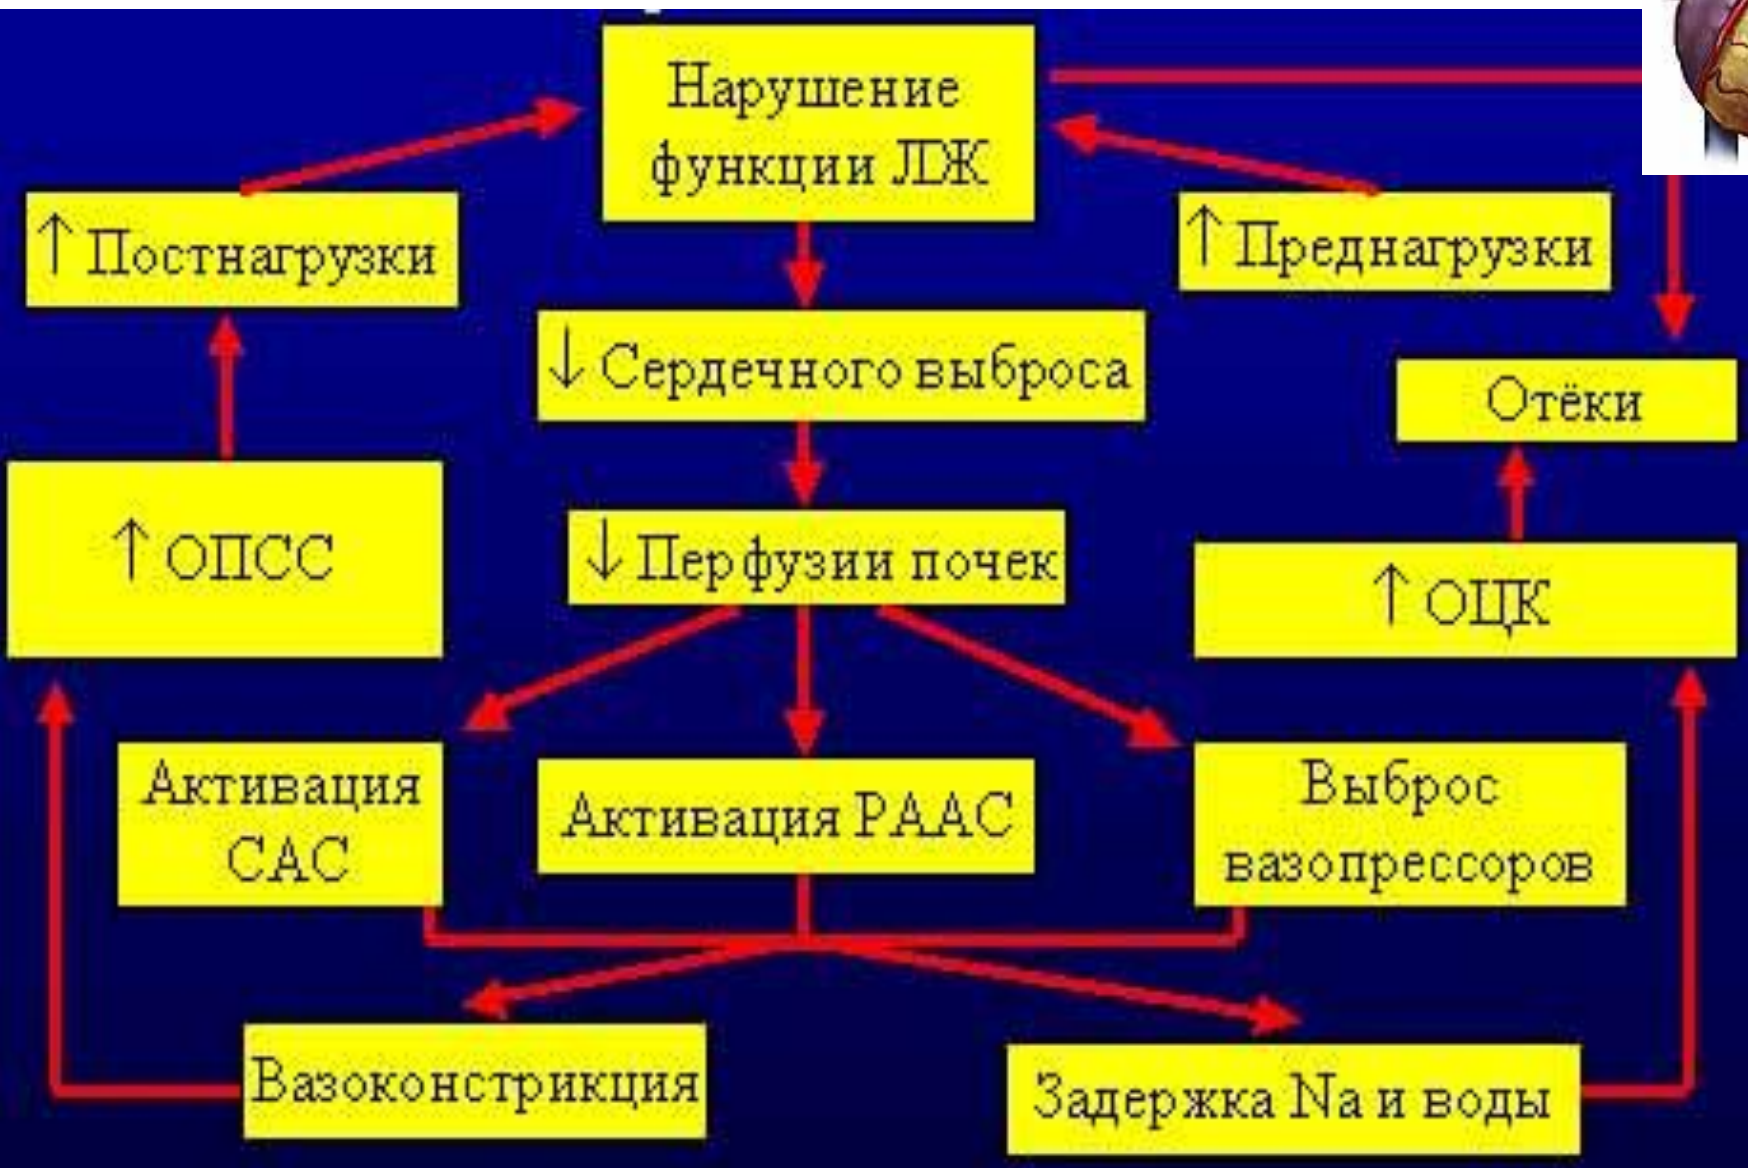 Нарушение
функции ЛЖ
↑ Постнагрузки
↑ Преднагрузки
↓ Сердечного выброса
Отёки
↑ ОПСС
↓ Перфузии почек
↑ ОЦК
Активация
САС
Активация РААС
Выброс
вазопрессоров
Вазоконстрикция
Задержка Na и воды